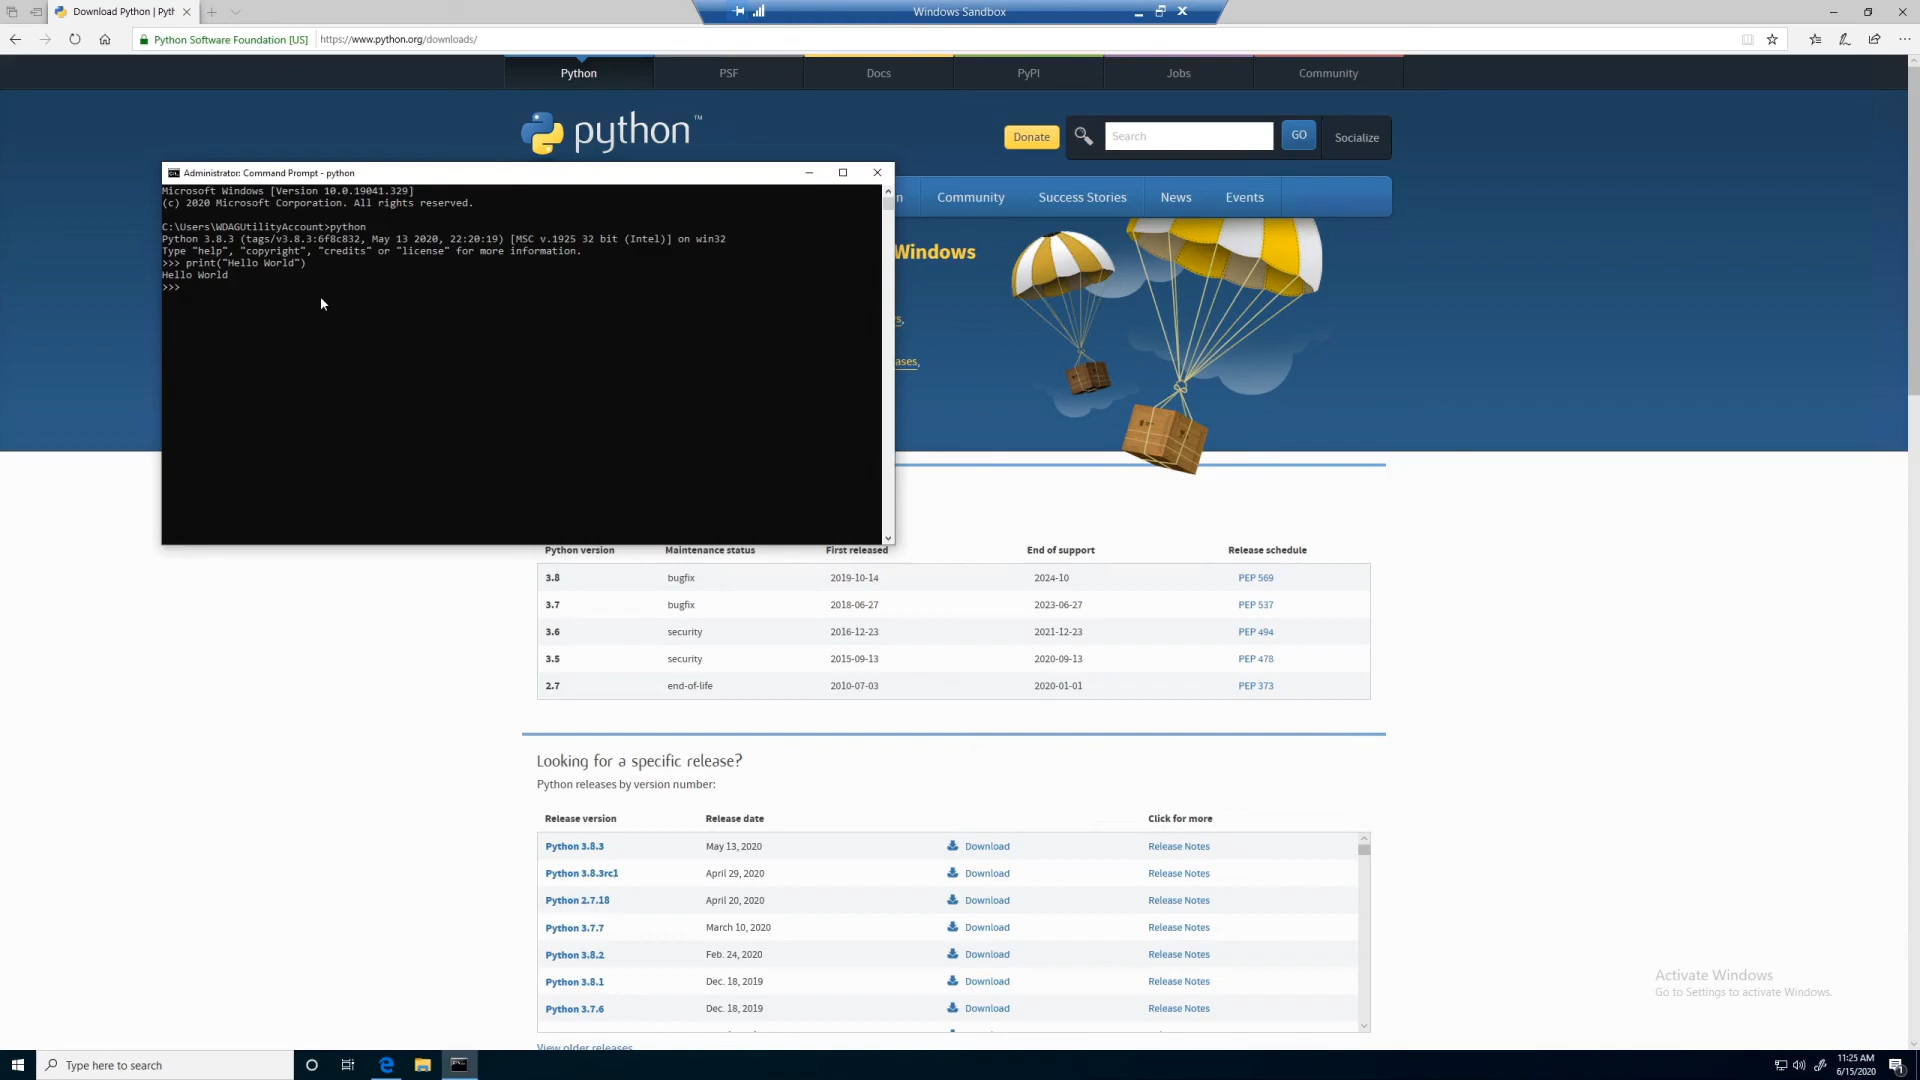 Download Python | Pyth
Windows Sandbox
Python Software Foundation [US]
https://www.python.org/downloads/
Python
PSF
Docs
PyPI
Jobs
Community
python™
Donate
Search
GO
Socialize
Administrator: Command Prompt - python
Microsoft Windows [Version 10.0.19041.329]
(c) 2020 Microsoft Corporation. All rights reserved.
C:\Users\WDAGUtilityAccount>python
Python 3.8.3 (tags/v3.8.3:6f8c832, May 13 2020, 22:20:19) [MSC v.1925 32 bit (Intel)] on win32
Type "help", "copyright", "credits" or "license" for more information.
>>> print("Hello World")
Hello World
>>>
n
Community
Success Stories
News
Events
Windows
s,
ases,
Python version Maintenance status First released End of support Release schedule
3.8 bugfix 2019-10-14 2024-10 PEP 569
3.7 bugfix 2018-06-27 2023-06-27 PEP 537
3.6 security 2016-12-23 2021-12-23 PEP 494
3.5 security 2015-09-13 2020-09-13 PEP 478
2.7 end-of-life 2010-07-03 2020-01-01 PEP 373
Looking for a specific release?
Python releases by version number:
Release version Release date Click for more
Python 3.8.3 May 13, 2020 Download Release Notes
Python 3.8.3rc1 April 29, 2020 Download Release Notes
Python 2.7.18 April 20, 2020 Download Release Notes
Python 3.7.7 March 10, 2020 Download Release Notes
Python 3.8.2 Feb. 24, 2020 Download Release Notes
Python 3.8.1 Dec. 18, 2019 Download Release Notes
Python 3.7.6 Dec. 18, 2019 Download Release Notes
View older releases
Activate Windows
Go to Settings to activate Windows.
Type here to search
11:25 AM
6/15/2020
1